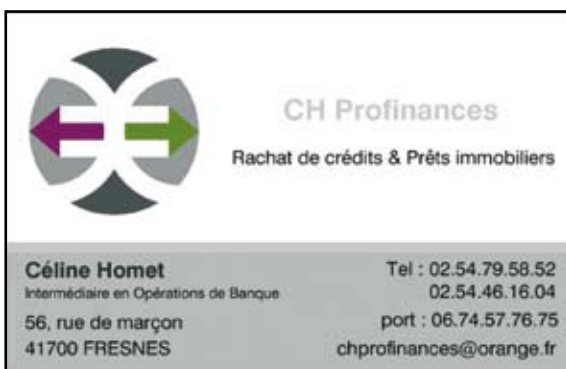 CH Profinances
Rachat de crédits & Prêts immobiliers
Céline Homet
Intermédiaire en Opérations de Banque
56, rue de marçon
41700 FRESNES
Tel : 02.54.79.58.52
02.54.46.16.04
port : 06.74.57.76.75
chprofinances@orange.fr